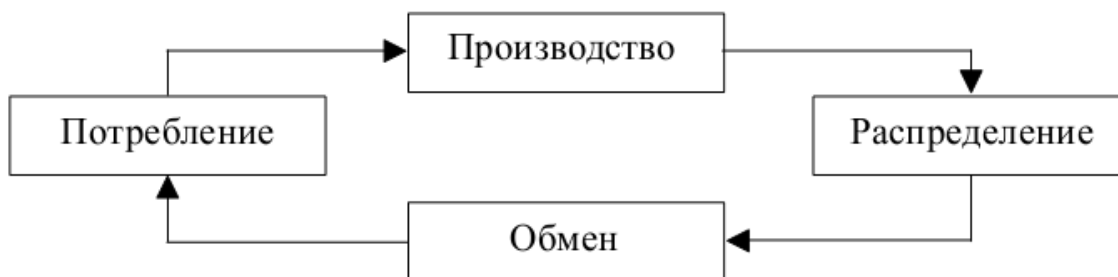 Производство
Потребление
Распределение
Обмен